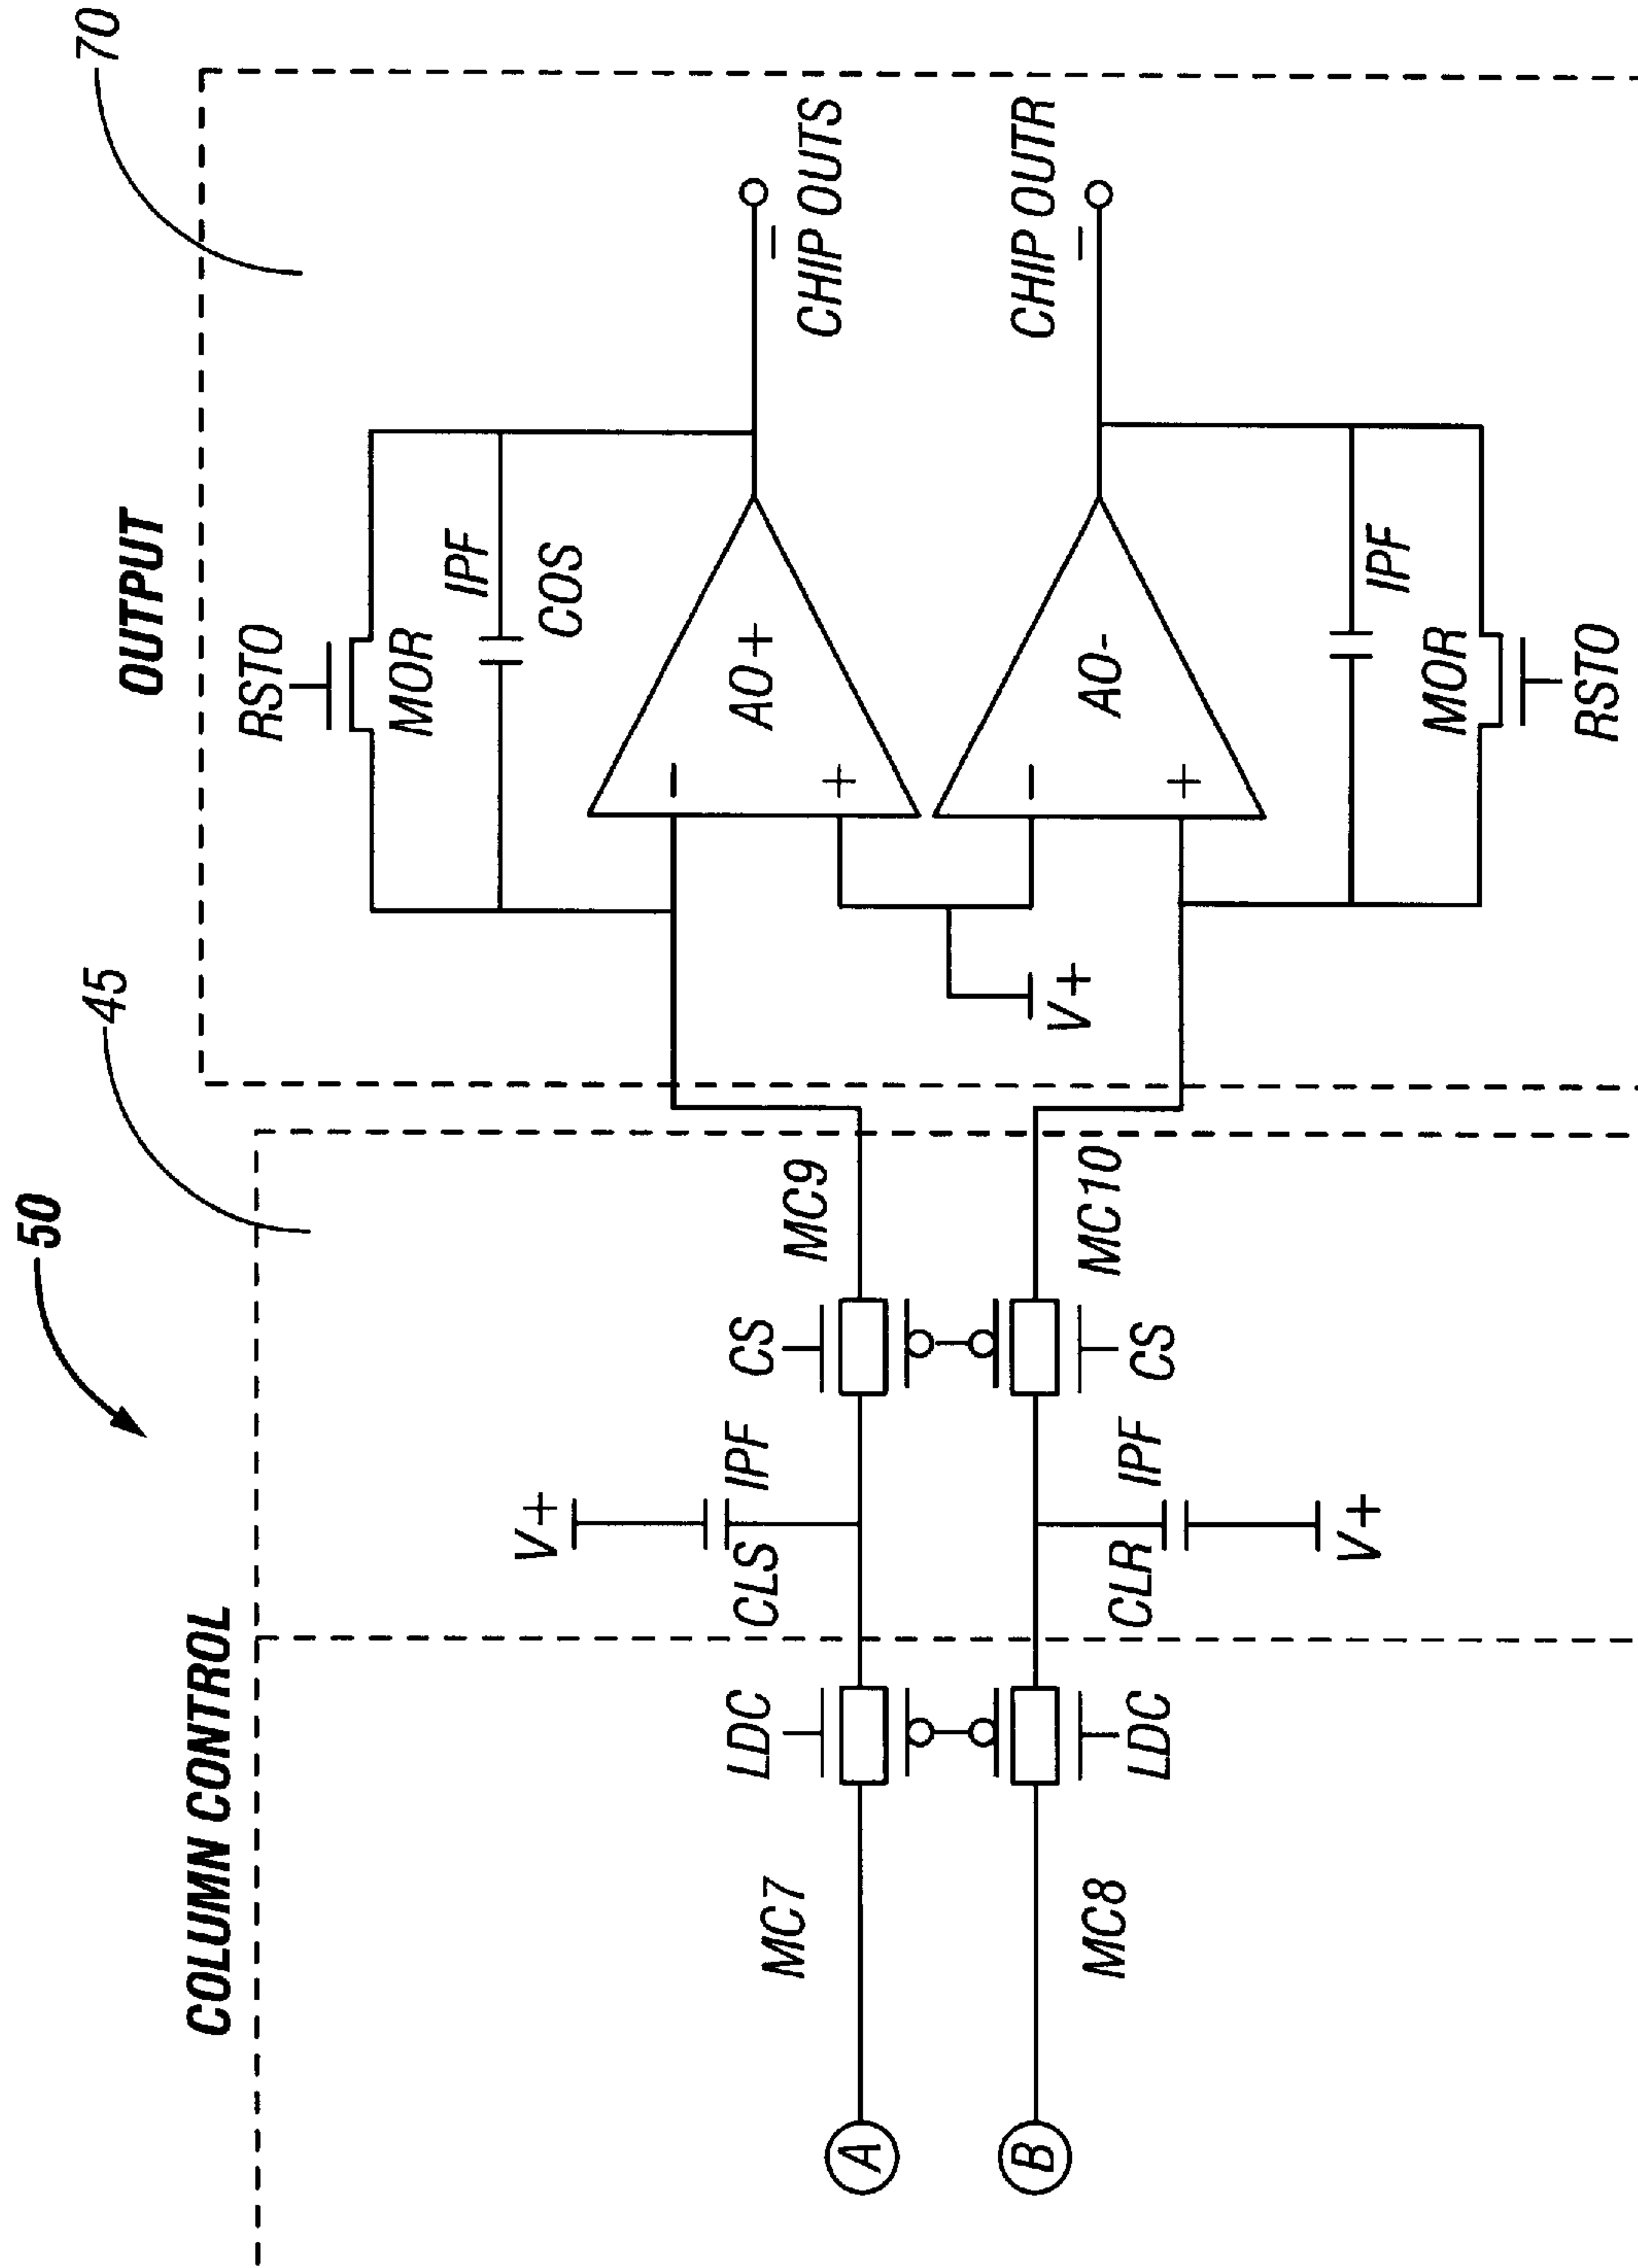 50
45
70
COLUMN CONTROL
OUTPUT
RSTO
MOR
IPF
COS
V+
IPF
CLS
LDC
CS
MC7
MC9
A
−
AO+
+
CHIP OUTS
V+
−
AO-
+
CHIP OUTR
B
MC8
MC10
LDC
CS
CLR
IPF
V+
IPF
MOR
RSTO